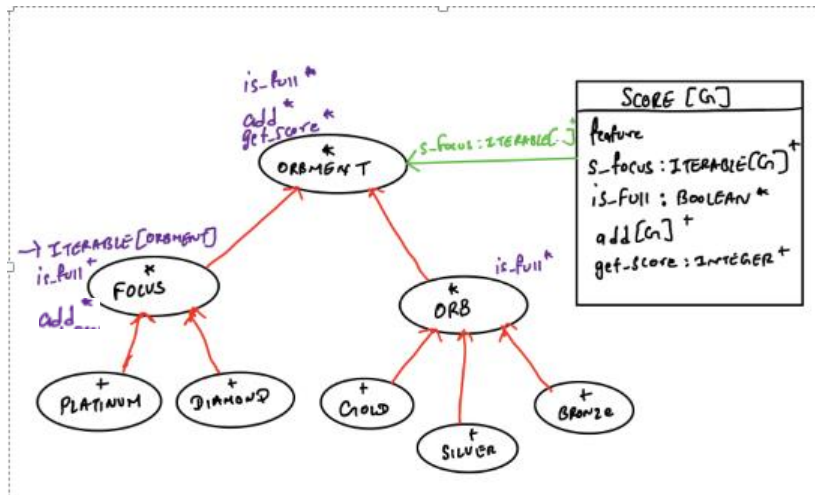 is_full *
add *
get_score *
*
ORBMENT
s_focus : ITERABLE[..] +
SCORE [G]
feature
s_focus : ITERABLE[G] +
is_FULL : BOOLEAN *
add [G] +
get_score : INTEGER +
→ ITERABLE [ORBMENT]
is_full +
*
FOCUS
add *
is_full *
*
ORB
+
PLATINUM
+
DIAMOND
+
GOLD
+
SILVER
+
BRONZE